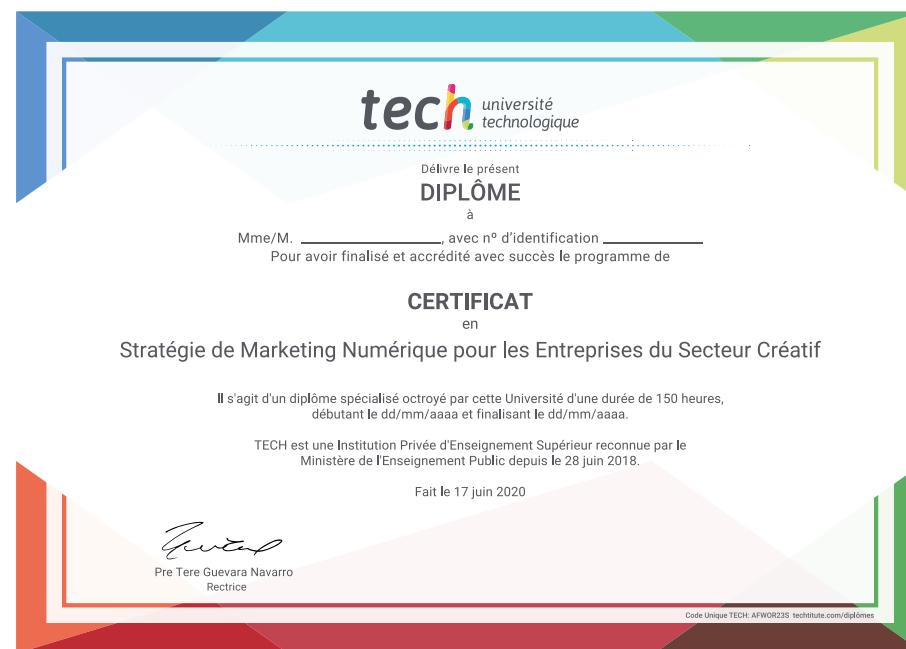 tech université
technologique
Délivre le présent
DIPLÔME
à
Mme/M. ____________________, avec nº d'identification ______________
Pour avoir finalisé et accrédité avec succès le programme de
CERTIFICAT
en
Stratégie de Marketing Numérique pour les Entreprises du Secteur Créatif
Il s'agit d'un diplôme spécialisé octroyé par cette Université d'une durée de 150 heures,
débutant le dd/mm/aaaa et finalisant le dd/mm/aaaa.
TECH est une Institution Privée d'Enseignement Supérieur reconnue par le
Ministère de l'Enseignement Public depuis le 28 juin 2018.
Fait le 17 juin 2020
Pre Tere Guevara Navarro
Rectrice
Code Unique TECH: AFWOR23S techtitute.com/diplômes